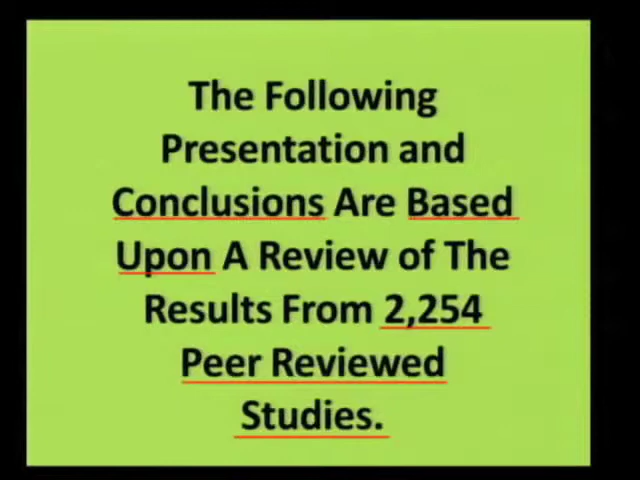 The Following
Presentation and
Conclusions Are Based
Upon A Review of The
Results From 2,254
Peer Reviewed
Studies.